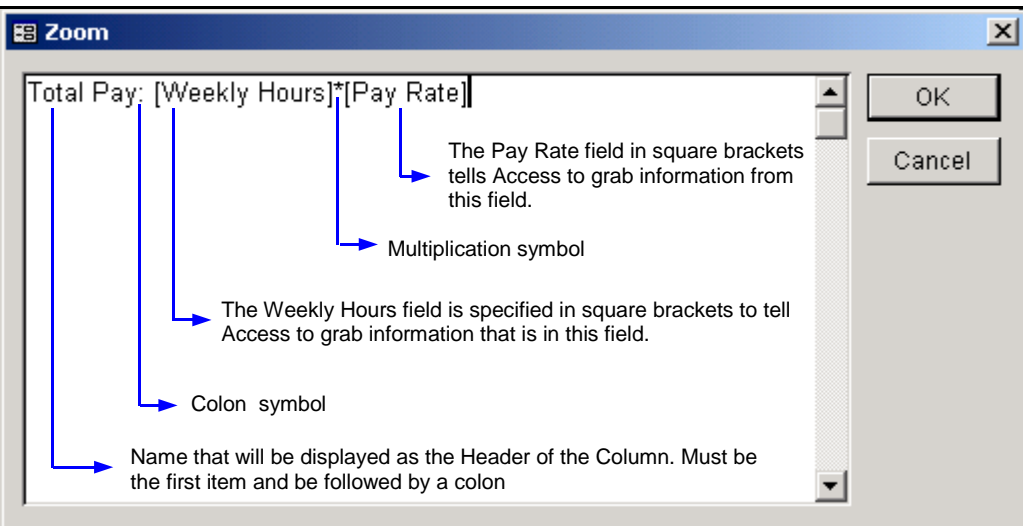 Zoom
Total Pay: [Weekly Hours]*[Pay Rate]
OK
Cancel
The Pay Rate field in square brackets
tells Access to grab information from
this field.
Multiplication symbol
The Weekly Hours field is specified in square brackets to tell
Access to grab information that is in this field.
Colon symbol
Name that will be displayed as the Header of the Column. Must be
the first item and be followed by a colon